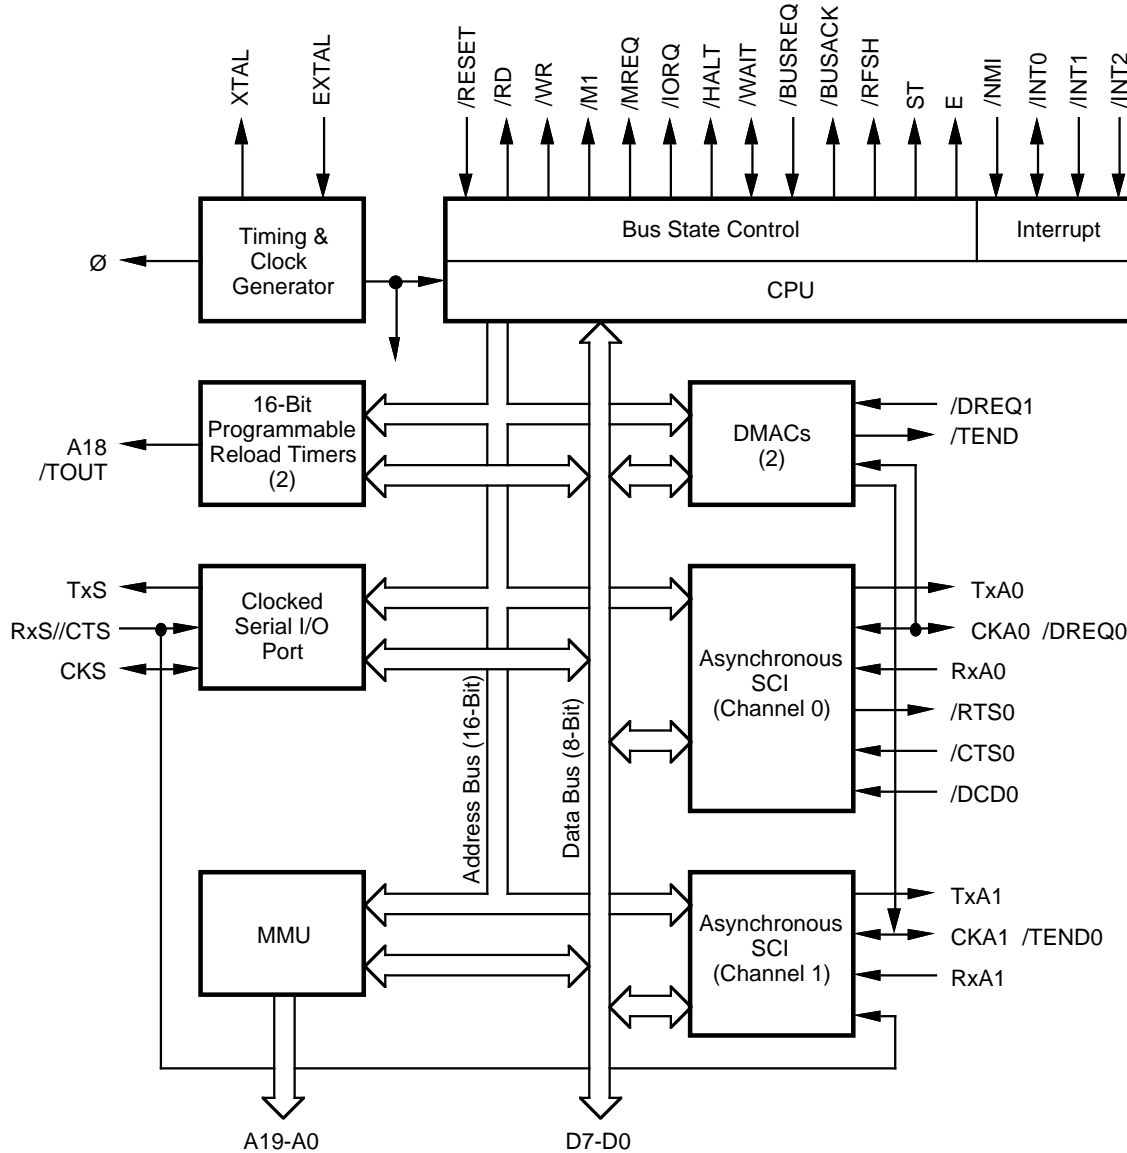 XTAL
EXTAL
/RESET
/RD
/WR
/M1
/MREQ
/IORQ
/HALT
/WAIT
/BUSREQ
/BUSACK
/RFSH
ST
E
/NMI
/INT0
/INT1
/INT2
Timing &
Clock
Generator
Ø
Bus State Control
Interrupt
CPU
16-Bit
Programmable
Reload Timers
(2)
A18
/TOUT
DMACs
(2)
/DREQ1
/TEND
TxS
RxS//CTS
CKS
Clocked
Serial I/O
Port
Address Bus (16-Bit)
Data Bus (8-Bit)
Asynchronous
SCI
(Channel 0)
TxA0
CKA0 /DREQ0
RxA0
/RTS0
/CTS0
/DCD0
MMU
Asynchronous
SCI
(Channel 1)
TxA1
CKA1 /TEND0
RxA1
A19-A0
D7-D0